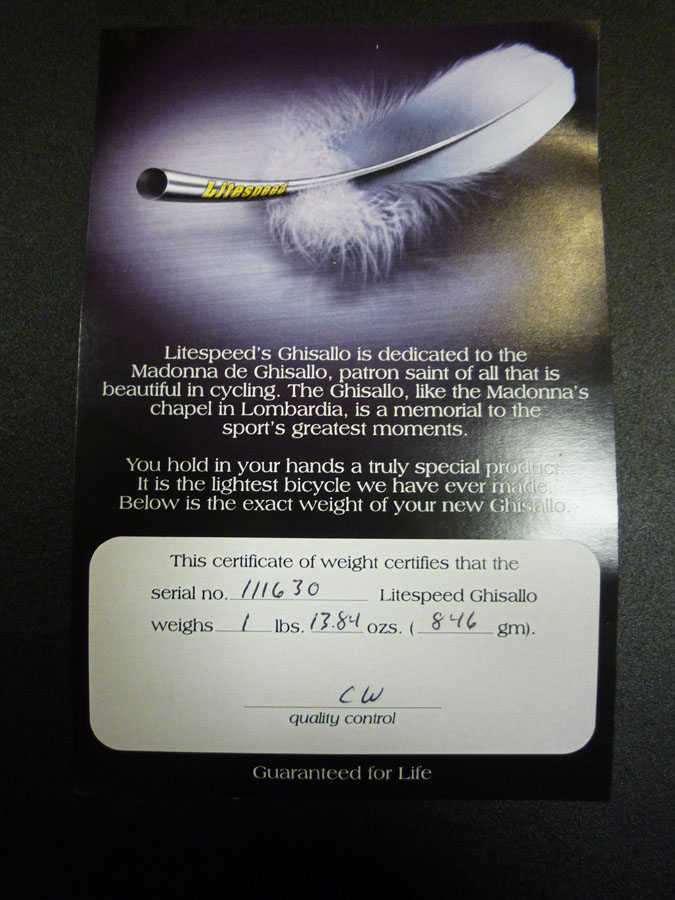 Litespeed
Litespeed's Ghisallo is dedicated to the
Madonna de Ghisallo, patron saint of all that is
beautiful in cycling. The Ghisallo, like the Madonna's
chapel in Lombardia, is a memorial to the
sport's greatest moments.
You hold in your hands a truly special product.
It is the lightest bicycle we have ever made.
Below is the exact weight of your new Ghisallo.
This certificate of weight certifies that the
serial no. 111630 Litespeed Ghisallo
weighs 1 lbs. 13.84 ozs. ( 846 gm).
CW
quality control
Guaranteed for Life